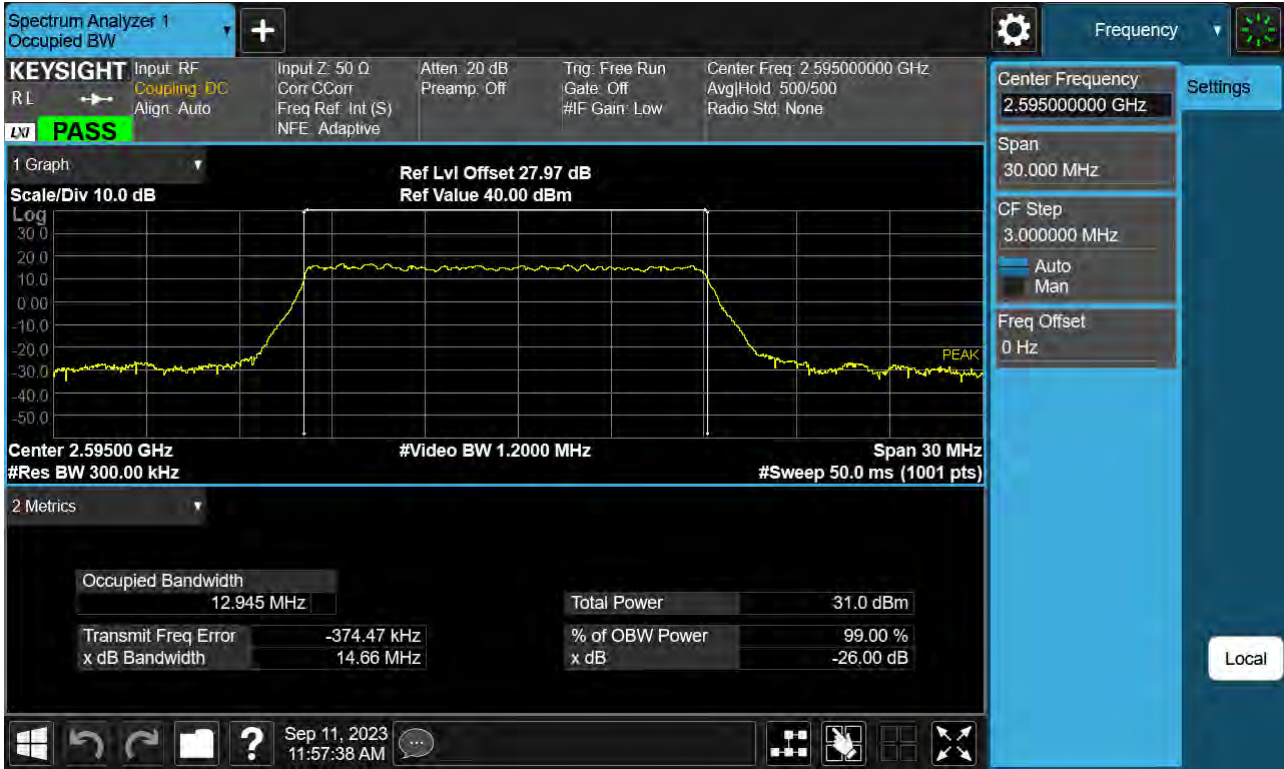 Spectrum Analyzer 1
Occupied BW
+
Frequency
KEYSIGHT
RL
LXI
PASS
Input: RF
Coupling: DC
Align: Auto
Input Z: 50 Ω
Corr CCorr
Freq Ref: Int (S)
NFE: Adaptive
Atten: 20 dB
Preamp: Off
Trig: Free Run
Gate: Off
#IF Gain: Low
Center Freq: 2.595000000 GHz
Avg|Hold: 500/500
Radio Std: None
Center Frequency
2.595000000 GHz
Settings
Span
30.000 MHz
CF Step
3.000000 MHz
Auto
Man
Freq Offset
0 Hz
1 Graph
Scale/Div 10.0 dB
Ref Lvl Offset 27.97 dB
Ref Value 40.00 dBm
Log
30.0
20.0
10.0
0.00
-10.0
-20.0
-30.0
-40.0
-50.0
PEAK
Center 2.59500 GHz
#Video BW 1.2000 MHz
Span 30 MHz
#Res BW 300.00 kHz
#Sweep 50.0 ms (1001 pts)
2 Metrics
Occupied Bandwidth
12.945 MHz
Total Power 31.0 dBm
Transmit Freq Error -374.47 kHz
% of OBW Power 99.00 %
x dB Bandwidth 14.66 MHz
x dB -26.00 dB
Local
?
Sep 11, 2023
11:57:38 AM